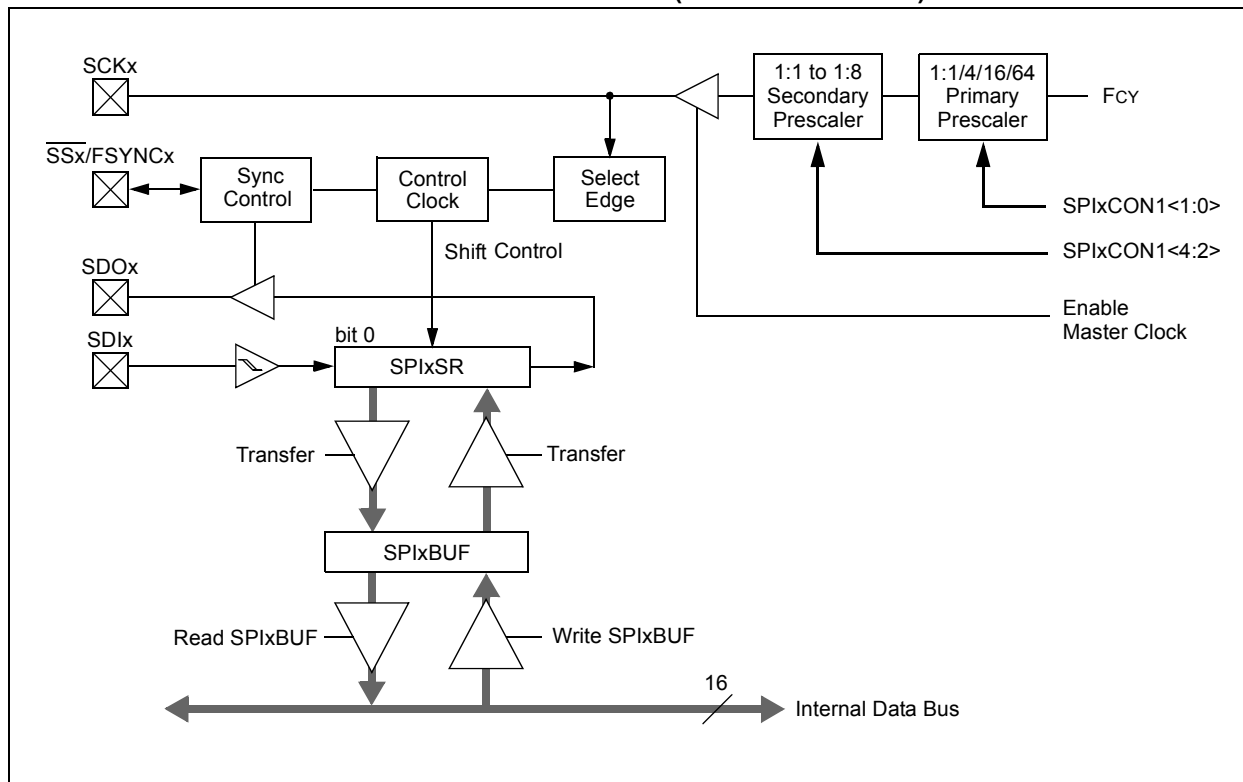 SCKx
1:1 to 1:8
Secondary
Prescaler
1:1/4/16/64
Primary
Prescaler
FCY
SSx/FSYNCx
Sync
Control
Control
Clock
Select
Edge
SPIxCON1<1:0>
Shift Control
SPIxCON1<4:2>
SDOx
Enable
Master Clock
SDIx
bit 0
SPIxSR
Transfer
Transfer
SPIxBUF
Read SPIxBUF
Write SPIxBUF
16
Internal Data Bus